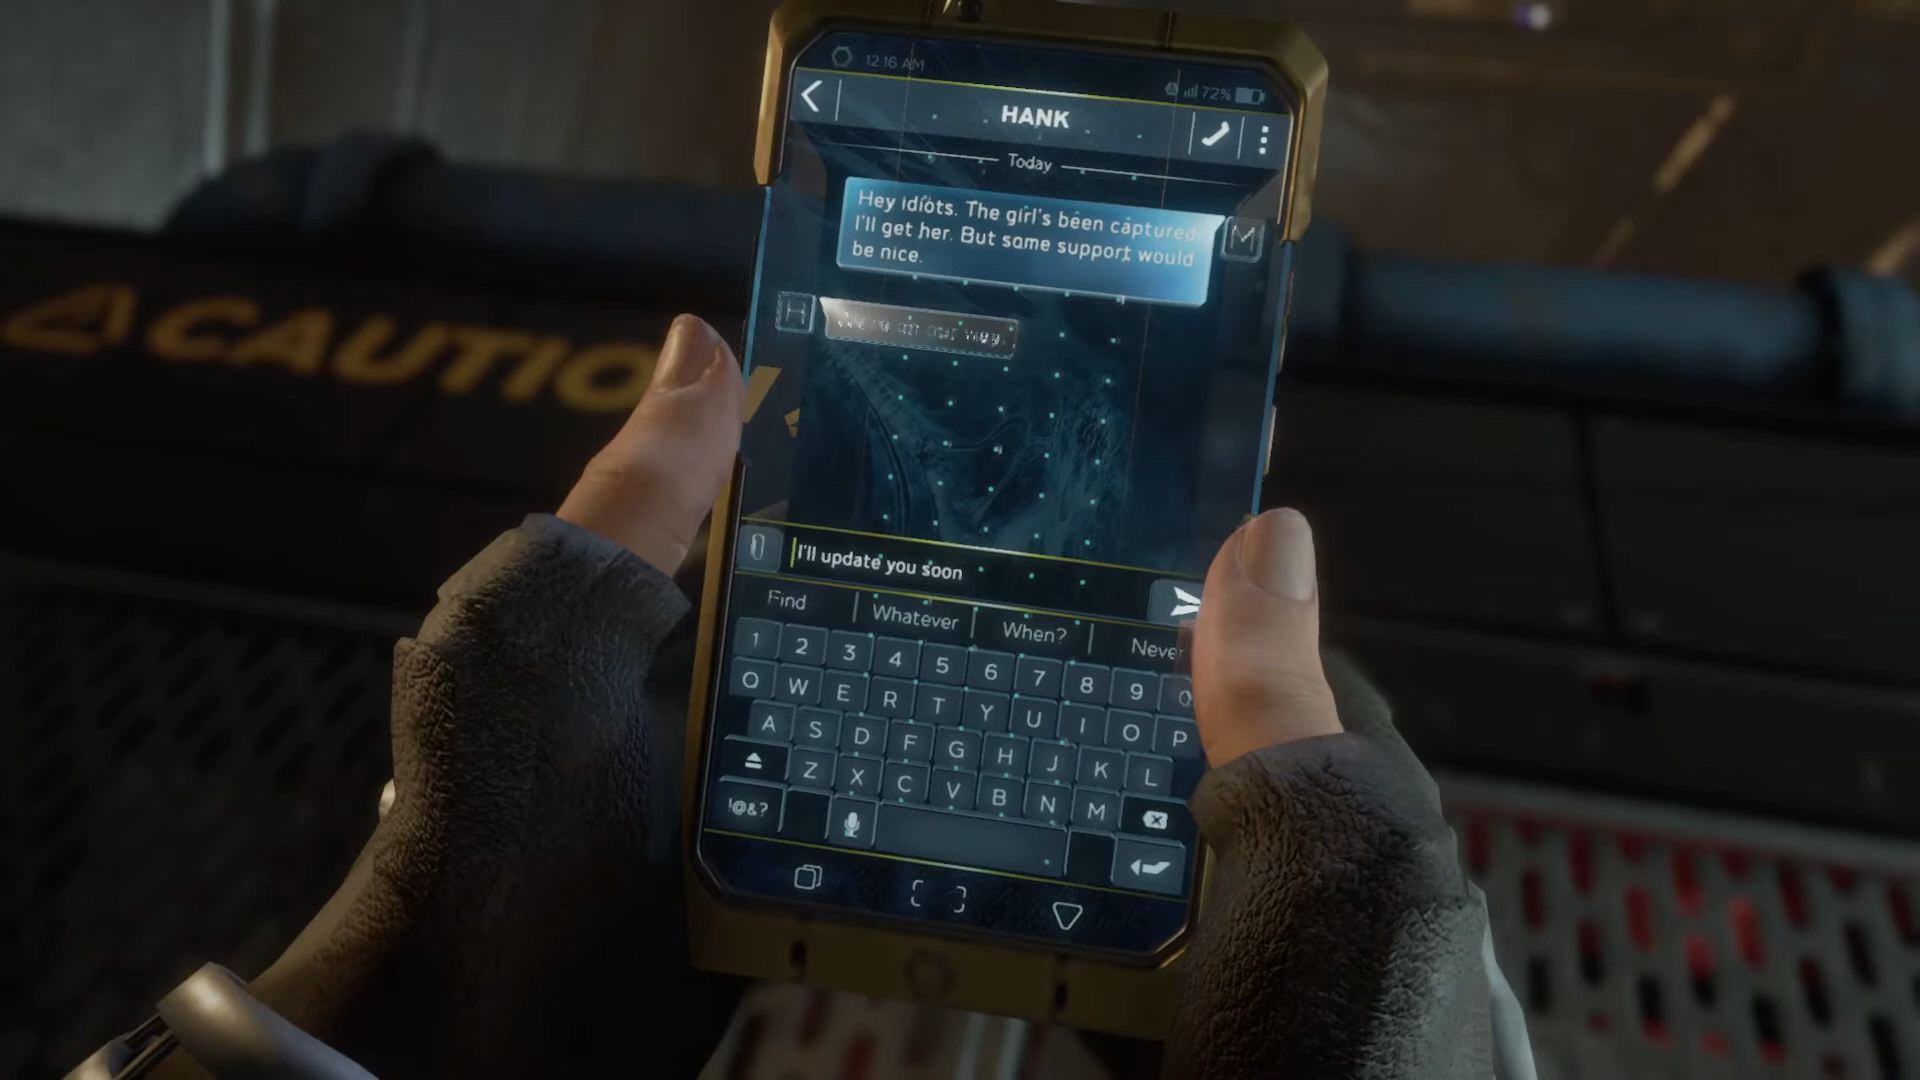 12:16 AM
72%
HANK
Today
Hey idiots. The girl's been captured
I'll get her. But some support would
be nice.
M
H
CAUTIO
I'll update you soon
Find Whatever When? Never
1 2 3 4 5 6 7 8 9
Q W E R T Y U I O P
A S D F G H J K L
Z X C V B N M
!@&?